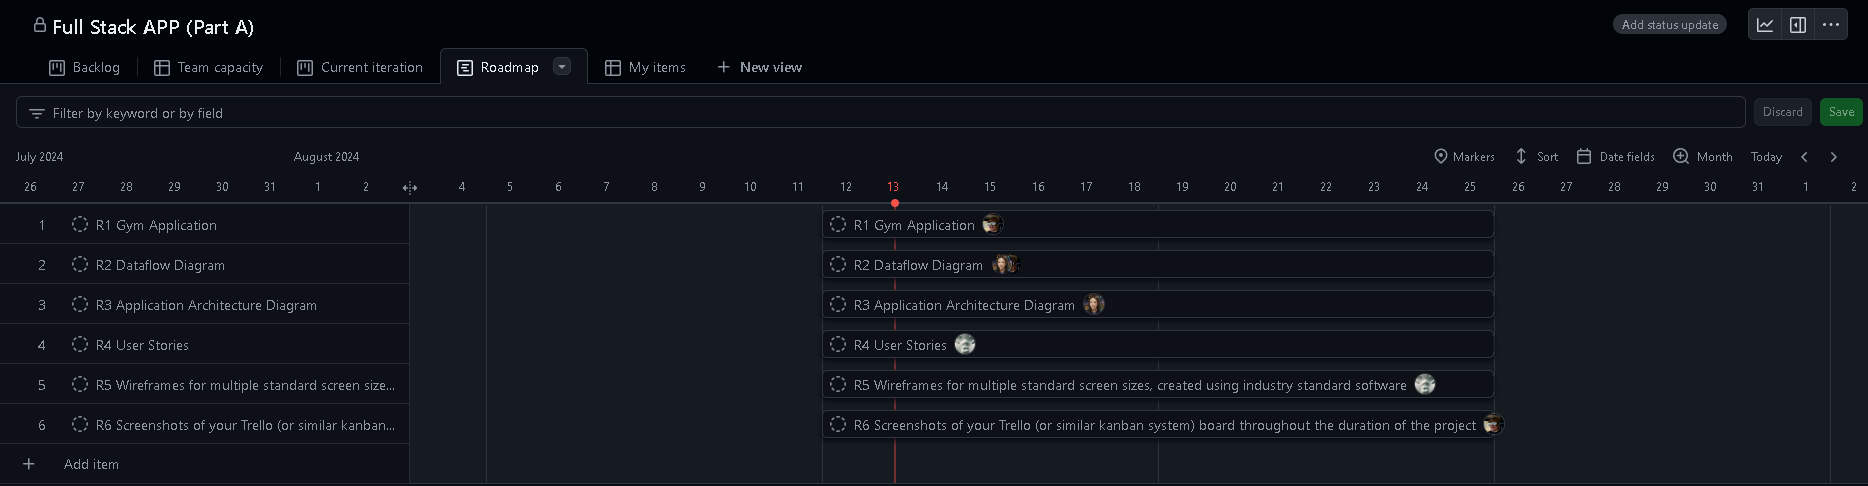 Full Stack APP (Part A)
Add status update
Backlog Team capacity Current iteration Roadmap My items + New view
Filter by keyword or by field
Discard Save
July 2024 August 2024 Markers Sort Date fields Month Today
26 27 28 29 30 31 1 2 4 5 6 7 8 9 10 11 12 13 14 15 16 17 18 19 20 21 22 23 24 25 26 27 28 29 30 31 1 2
1 R1 Gym Application R1 Gym Application
2 R2 Dataflow Diagram R2 Dataflow Diagram
3 R3 Application Architecture Diagram R3 Application Architecture Diagram
4 R4 User Stories R4 User Stories
5 R5 Wireframes for multiple standard screen size... R5 Wireframes for multiple standard screen sizes, created using industry standard software
6 R6 Screenshots of your Trello (or similar kanban... R6 Screenshots of your Trello (or similar kanban system) board throughout the duration of the project
+ Add item